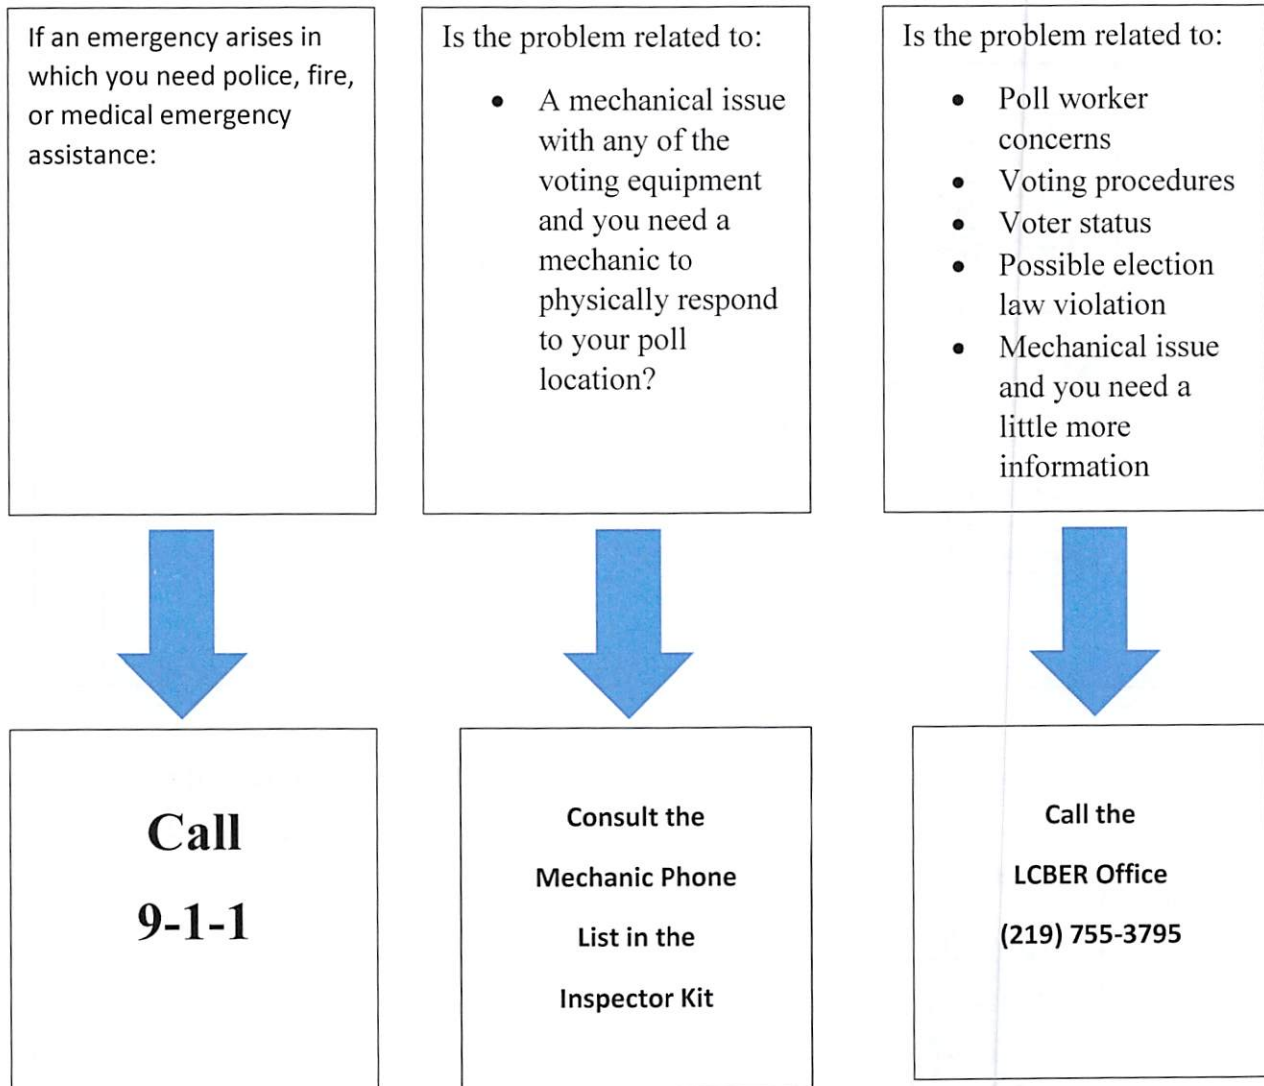 If an emergency arises in
which you need police, fire,
or medical emergency
assistance:
Is the problem related to:
• A mechanical issue
with any of the
voting equipment
and you need a
mechanic to
physically respond
to your poll
location?
Is the problem related to:
• Poll worker
concerns
• Voting procedures
• Voter status
• Possible election
law violation
• Mechanical issue
and you need a
little more
information
Call
9-1-1
Consult the
Mechanic Phone
List in the
Inspector Kit
Call the
LCBER Office
(219) 755-3795